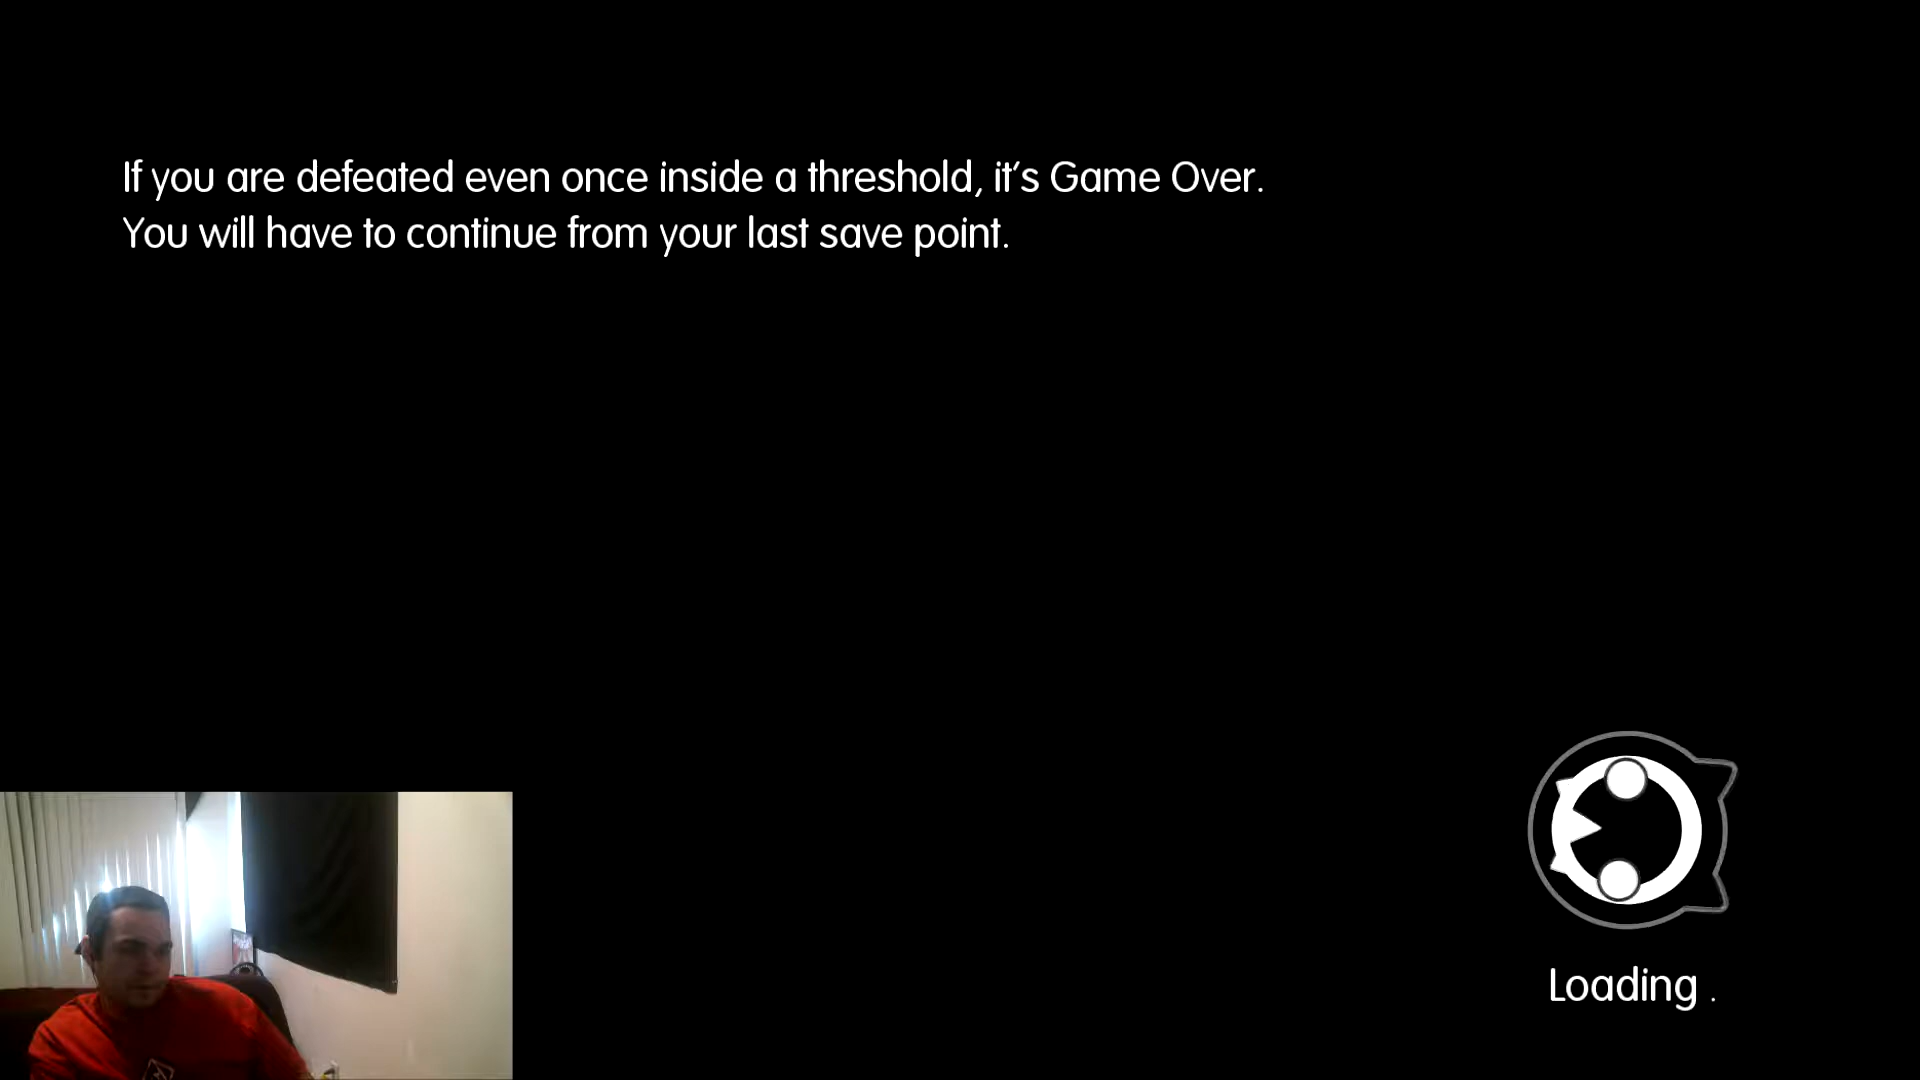 If you are defeated even once inside a threshold, it's Game Over.
You will have to continue from your last save point.
Loading .